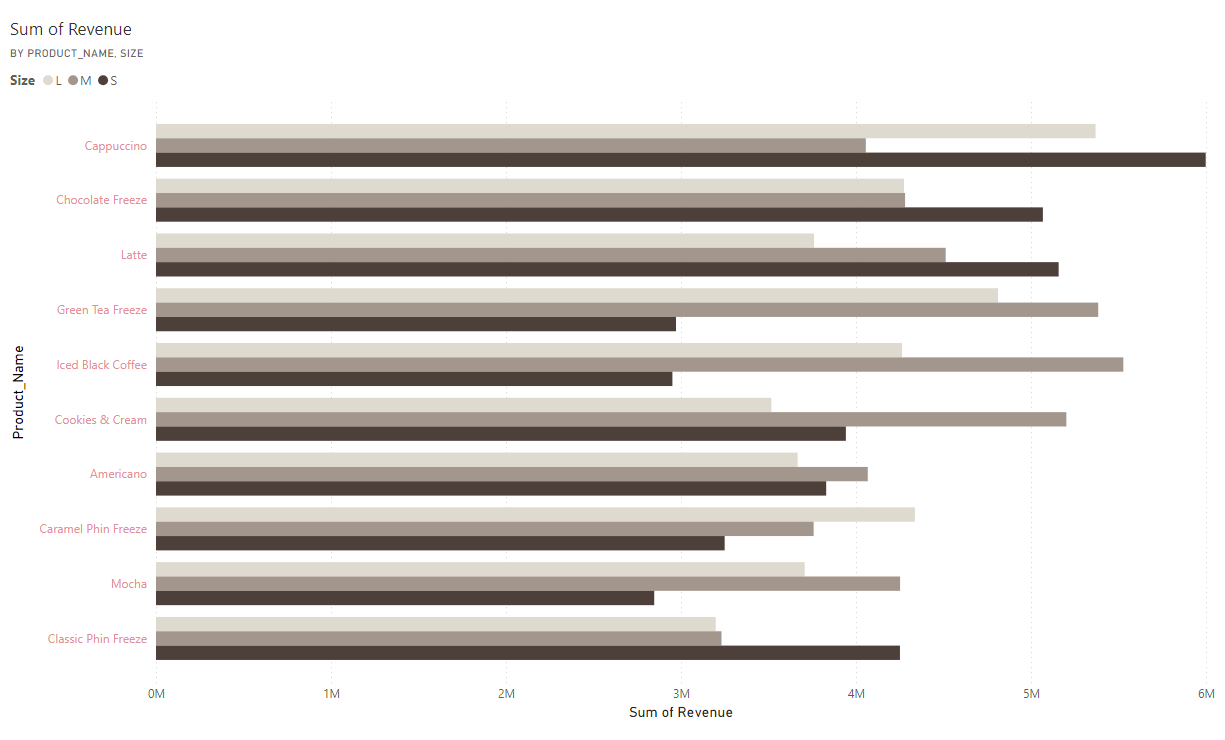 Sum of Revenue
BY PRODUCT_NAME, SIZE
Size L M S
Product_Name
Cappuccino
Chocolate Freeze
Latte
Green Tea Freeze
Iced Black Coffee
Cookies & Cream
Americano
Caramel Phin Freeze
Mocha
Classic Phin Freeze
0M 1M 2M 3M 4M 5M 6M
Sum of Revenue